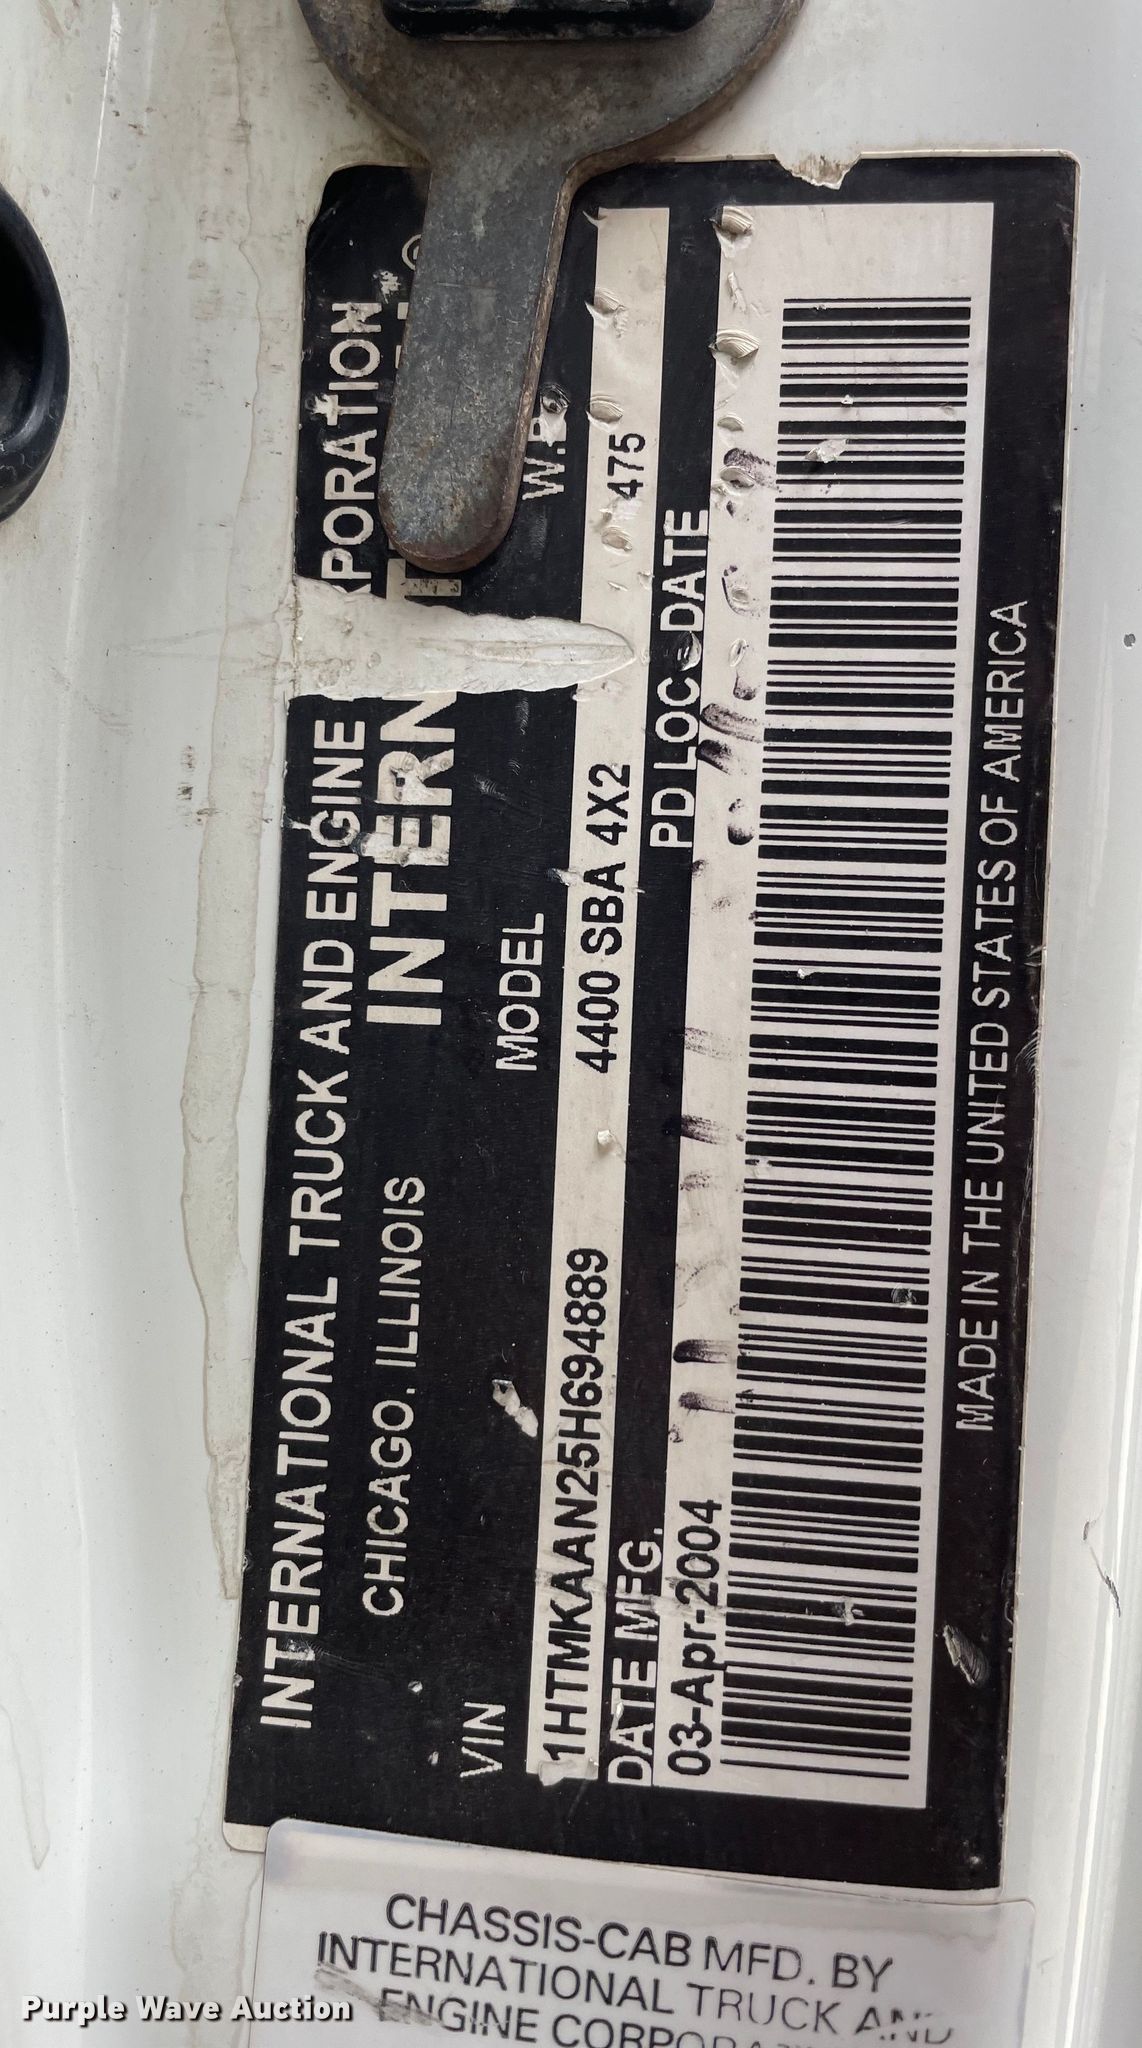 INTERNATIONAL TRUCK AND ENGINE CORPORATION
CHICAGO, ILLINOIS
INTERN
VIN MODEL W.B.
1HTMKAAN25H694889 4400 SBA 4X2 475
DATE MFG. PD LOC - DATE
03-Apr-2004
MADE IN THE UNITED STATES OF AMERICA
CHASSIS-CAB MFD. BY
INTERNATIONAL TRUCK AND
ENGINE CORPORA
Purple Wave Auction